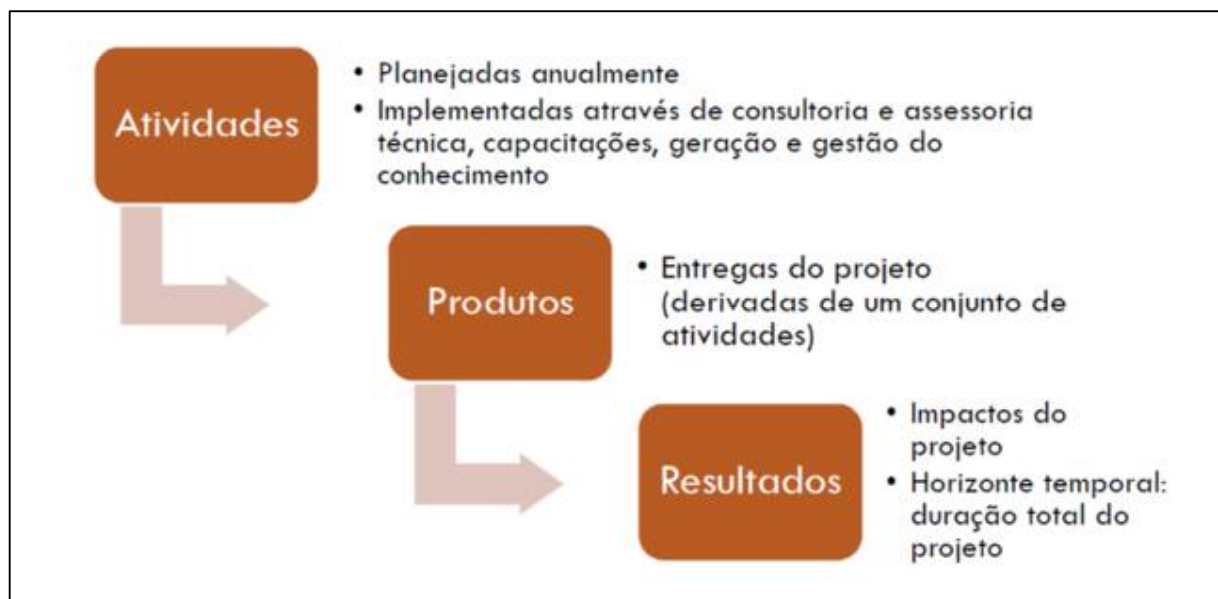 Atividades
• Planejadas anualmente
• Implementadas através de consultoria e assessoria
técnica, capacitações, geração e gestão do
conhecimento
Produtos
• Entregas do projeto
(derivadas de um conjunto de
atividades)
Resultados
• Impactos do
projeto
• Horizonte temporal:
duração total do
projeto